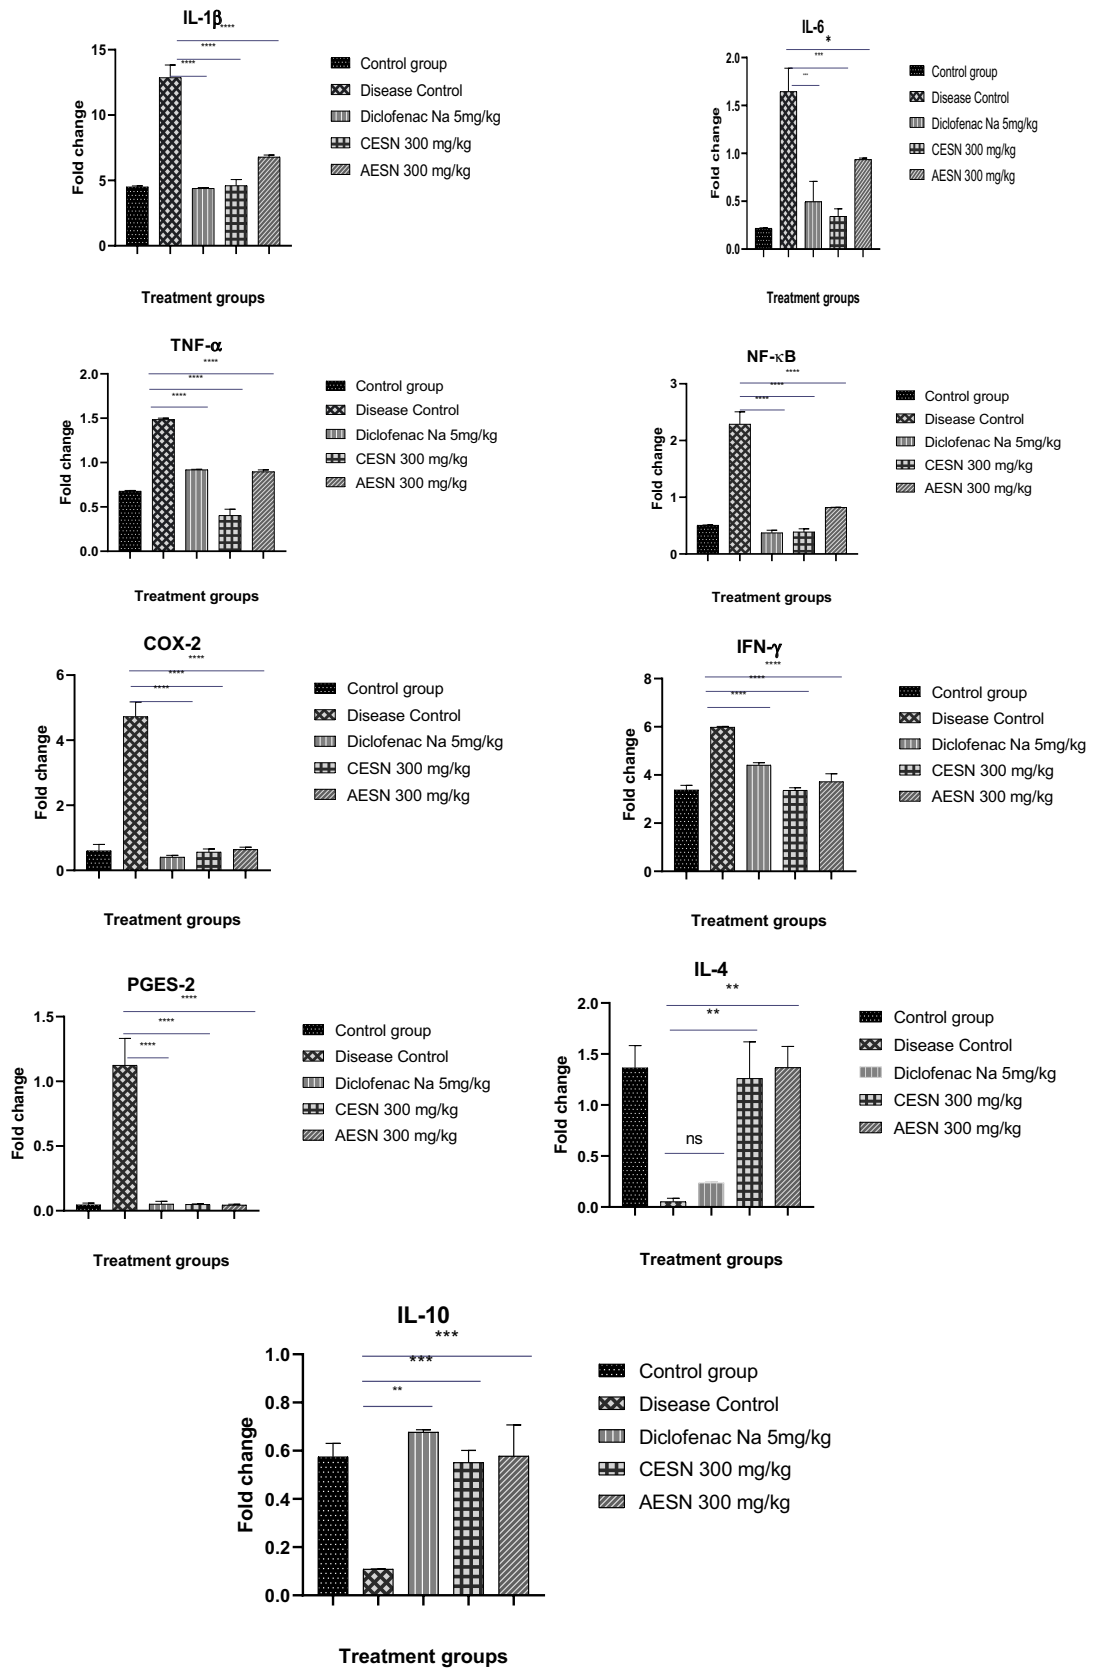 IL-1β
****
****
****
15
10
5
0
Fold change
Treatment groups
Control group
Disease Control
Diclofenac Na 5mg/kg
CESN 300 mg/kg
AESN 300 mg/kg
IL-6
*
***
2.0
1.5
1.0
0.5
0.0
Fold change
Treatment groups
Control group
Disease Control
Diclofenac Na 5mg/kg
CESN 300 mg/kg
AESN 300 mg/kg
TNF-α
****
****
****
2.0
1.5
1.0
0.5
0.0
Fold change
Treatment groups
Control group
Disease Control
Diclofenac Na 5mg/kg
CESN 300 mg/kg
AESN 300 mg/kg
NF-κB
****
****
****
3
2
1
0
Fold change
Treatment groups
Control group
Disease Control
Diclofenac Na 5mg/kg
CESN 300 mg/kg
AESN 300 mg/kg
COX-2
****
****
****
6
4
2
0
Fold change
Treatment groups
Control group
Disease Control
Diclofenac Na 5mg/kg
CESN 300 mg/kg
AESN 300 mg/kg
IFN-γ
****
****
****
8
6
4
2
0
Fold change
Treatment groups
Control group
Disease Control
Diclofenac Na 5mg/kg
CESN 300 mg/kg
AESN 300 mg/kg
PGES-2
****
****
****
1.5
1.0
0.5
0.0
Fold change
Treatment groups
Control group
Disease Control
Diclofenac Na 5mg/kg
CESN 300 mg/kg
AESN 300 mg/kg
IL-4
**
**
ns
2.0
1.5
1.0
0.5
0.0
Fold change
Treatment groups
Control group
Disease Control
Diclofenac Na 5mg/kg
CESN 300 mg/kg
AESN 300 mg/kg
IL-10
***
***
**
1.0
0.8
0.6
0.4
0.2
0.0
Fold change
Treatment groups
Control group
Disease Control
Diclofenac Na 5mg/kg
CESN 300 mg/kg
AESN 300 mg/kg